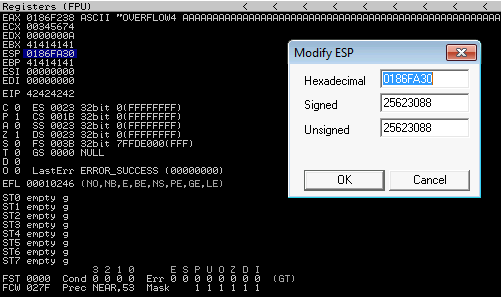 Registers (FPU) < < < < < < <
EAX 0186F238 ASCII "OVERFLOW4 AAAAAAAAAAAAAAAAAAAAAAAAAAAAAAAAAAAA
ECX 00345674
EDX 0000000A
EBX 41414141
ESP 0186FA30
EBP 41414141
ESI 00000000
EDI 00000000
EIP 42424242
C 0 ES 0023 32bit 0(FFFFFFFF)
P 1 CS 001B 32bit 0(FFFFFFFF)
A 0 SS 0023 32bit 0(FFFFFFFF)
Z 1 DS 0023 32bit 0(FFFFFFFF)
S 0 FS 003B 32bit 7FFDE000(FFF)
T 0 GS 0000 NULL
D 0
O 0 LastErr ERROR_SUCCESS (00000000)
EFL 00010246 (NO,NB,E,BE,NS,PE,GE,LE)
ST0 empty g
ST1 empty g
ST2 empty g
ST3 empty g
ST4 empty g
ST5 empty g
ST6 empty g
ST7 empty g
3 2 1 0 E S P U O Z D I
FST 0000 Cond 0 0 0 0 Err 0 0 0 0 0 0 0 0 (GT)
FCW 027F Prec NEAR,53 Mask 1 1 1 1 1 1
Modify ESP
Hexadecimal 0186FA30
Signed 25623088
Unsigned 25623088
OK Cancel